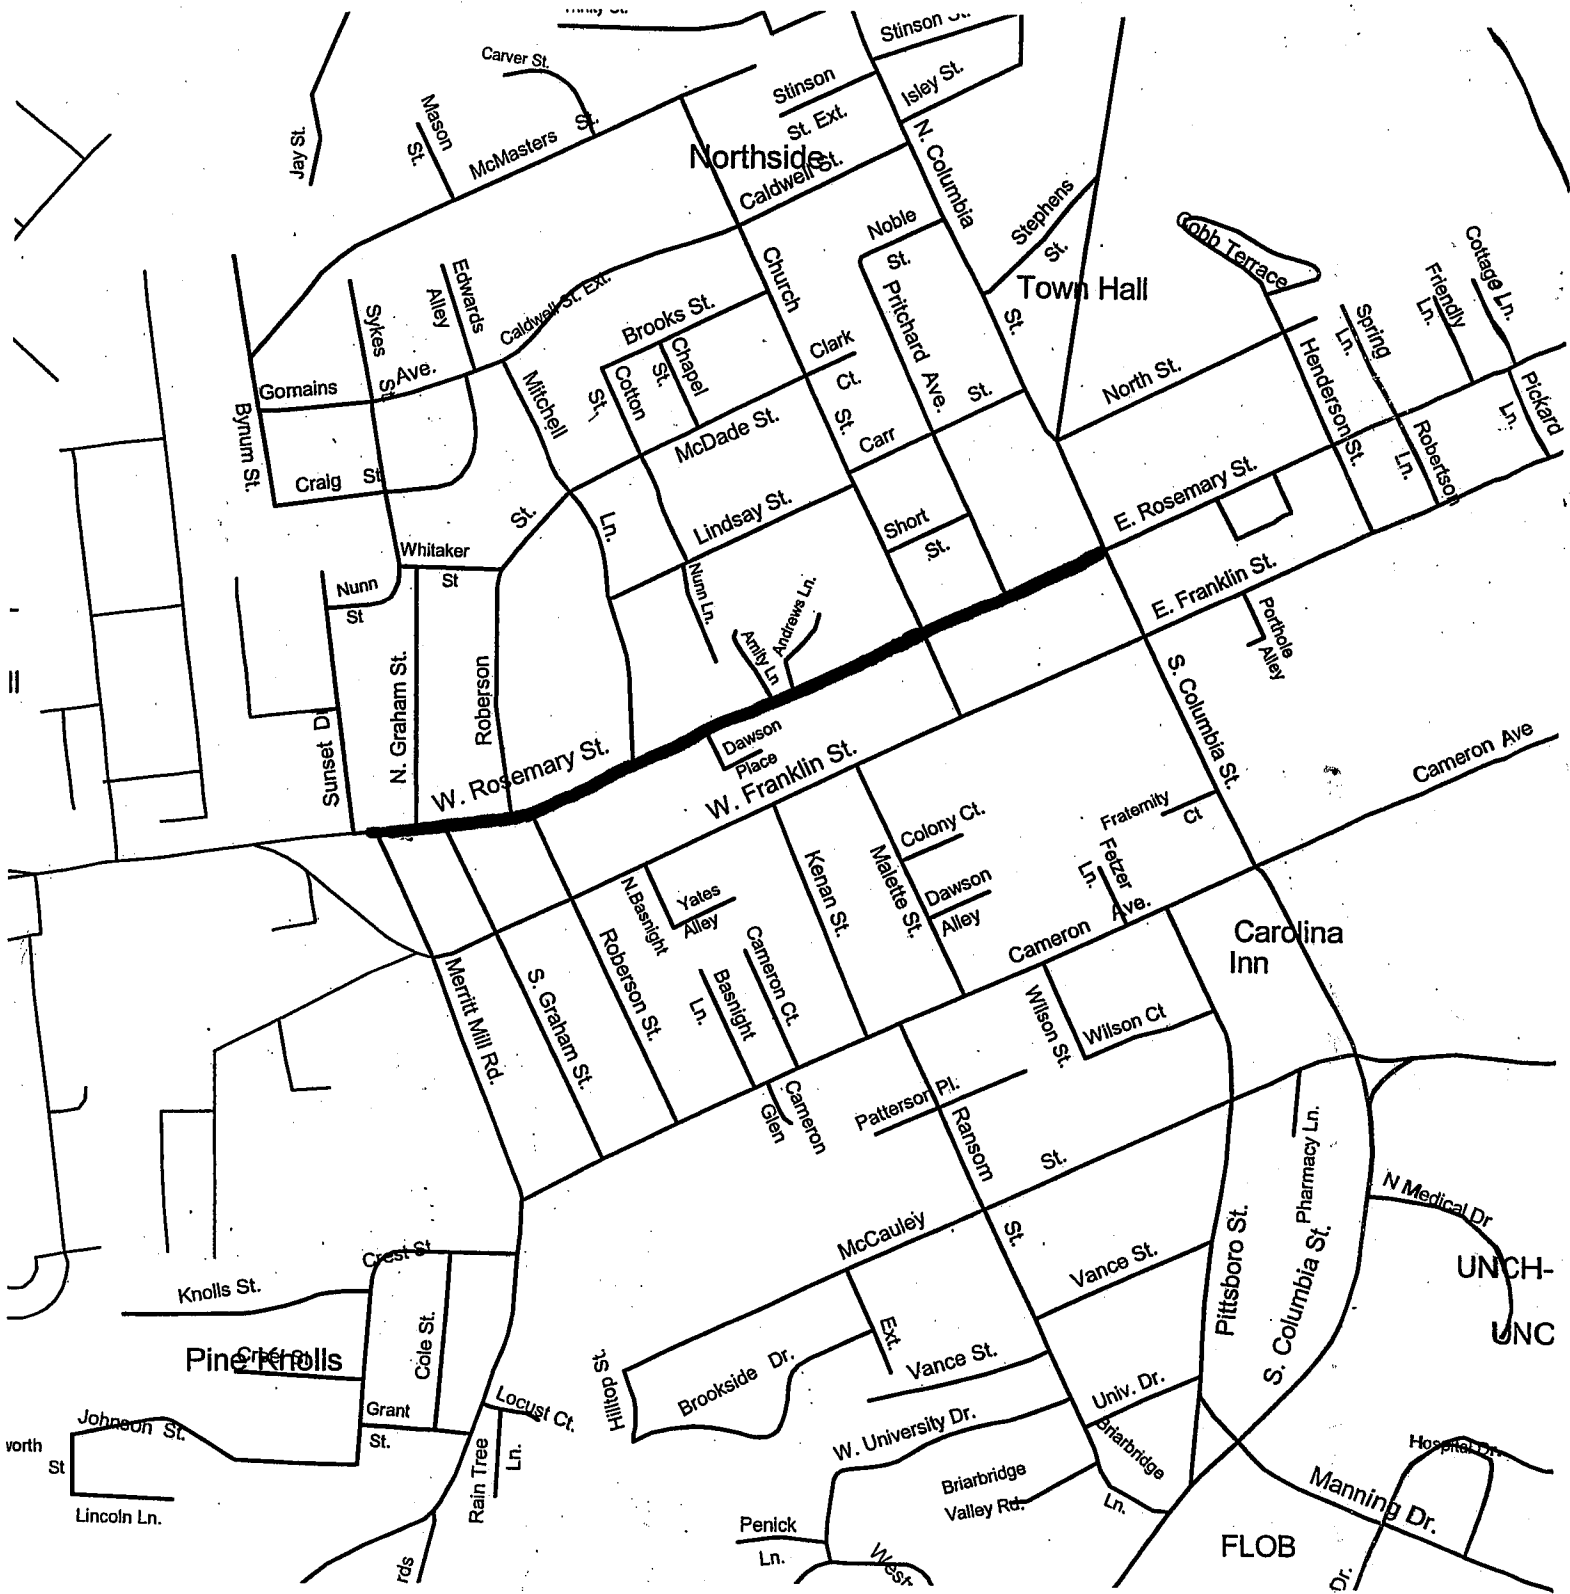 Trinity St.
Stinson St.
Carver St.
Isley St.
Stinson
St. Ext.
Mason
St.
Jay St.
McMasters St.
Northside
Caldwell St.
N. Columbia
St.
Stephens
St.
Noble
St.
Cobb Terrace
Cottage Ln.
Friendly
Ln.
Town Hall
Edwards
Alley
Caldwell St. Ext.
Church
St.
Sykes
St.
Brooks St.
Pritchard Ave.
Spring
Ln.
Clark
Ct.
Chapel
St.
Cotton
St.
Gomains Ave.
Mitchell
Ln.
North St.
Henderson St.
Pickard
Ln.
Bynum St.
McDade St.
Carr St.
Robertson
Ln.
Craig St
E. Rosemary St.
St.
Lindsay St.
Short
St.
Whitaker
St
Nunn
St
Nunn Ln.
Andrews Ln.
Amity Ln
E. Franklin St.
Porthole
Alley
N. Graham St.
Roberson
S. Columbia St.
Sunset Dr
W. Rosemary St.
Dawson
Place
W. Franklin St.
Cameron Ave
Fraternity
Ct
Colony Ct.
Kenan St.
Malette St.
Fetzer
Ln.
Dawson
Alley
N.Basnight
Yates
Alley
Cameron Ave.
Carolina
Inn
Cameron Ct.
Roberson St.
Basnight
Ln.
Merritt Mill Rd.
S. Graham St.
Wilson St.
Wilson Ct
Cameron
Glen
Patterson Pl.
Ransom
St.
Pharmacy Ln.
McCauley St.
N Medical Dr
Pittsboro St.
S. Columbia St.
Vance St.
Crest St
UNCH-
Knolls St.
Cole St.
Ext.
UNC
Pine Knolls
Vance St.
Hilltop St
Brookside Dr.
Univ. Dr.
Grant
St.
Locust Ct.
Johnson St.
W. University Dr.
Briarbridge
Ln.
worth
St
Rain Tree
Ln.
Hospital Dr.
Briarbridge
Valley Rd.
Manning Dr.
Lincoln Ln.
Penick
Ln.
West
FLOB
rds
Dr.